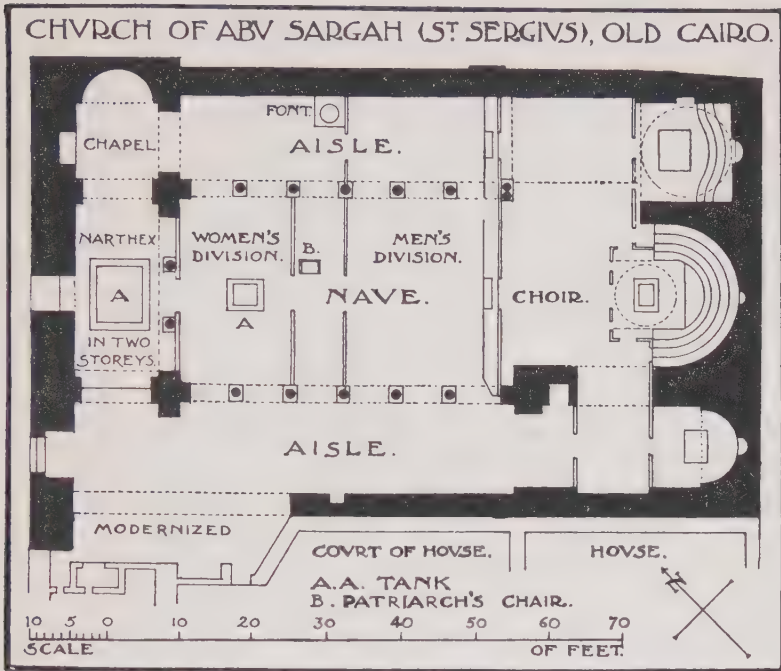 CHVRCH OF ABV SARGAH (ST SERGIVS), OLD CAIRO.
FONT.
CHAPEL
AISLE.
NARTHEX
WOMEN'S
DIVISION.
B.
MEN'S
DIVISION.
A
A
NAVE.
CHOIR.
IN TWO
STOREYS.
AISLE.
MODERNIZED
COVRT OF HOVSE.
HOVSE.
A.A. TANK
B. PATRIARCH'S CHAIR.
N
10 5 0 10 20 30 40 50 60 70
SCALE OF FEET.